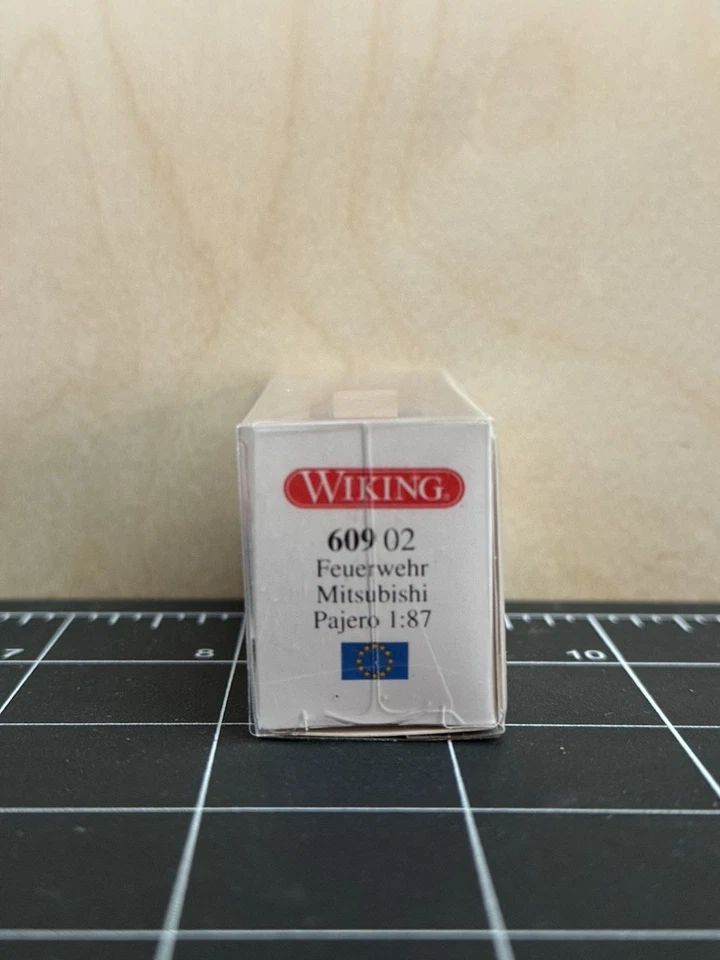 WIKING®
609 02
Feuerwehr
Mitsubishi
Pajero 1:87
7 8 10